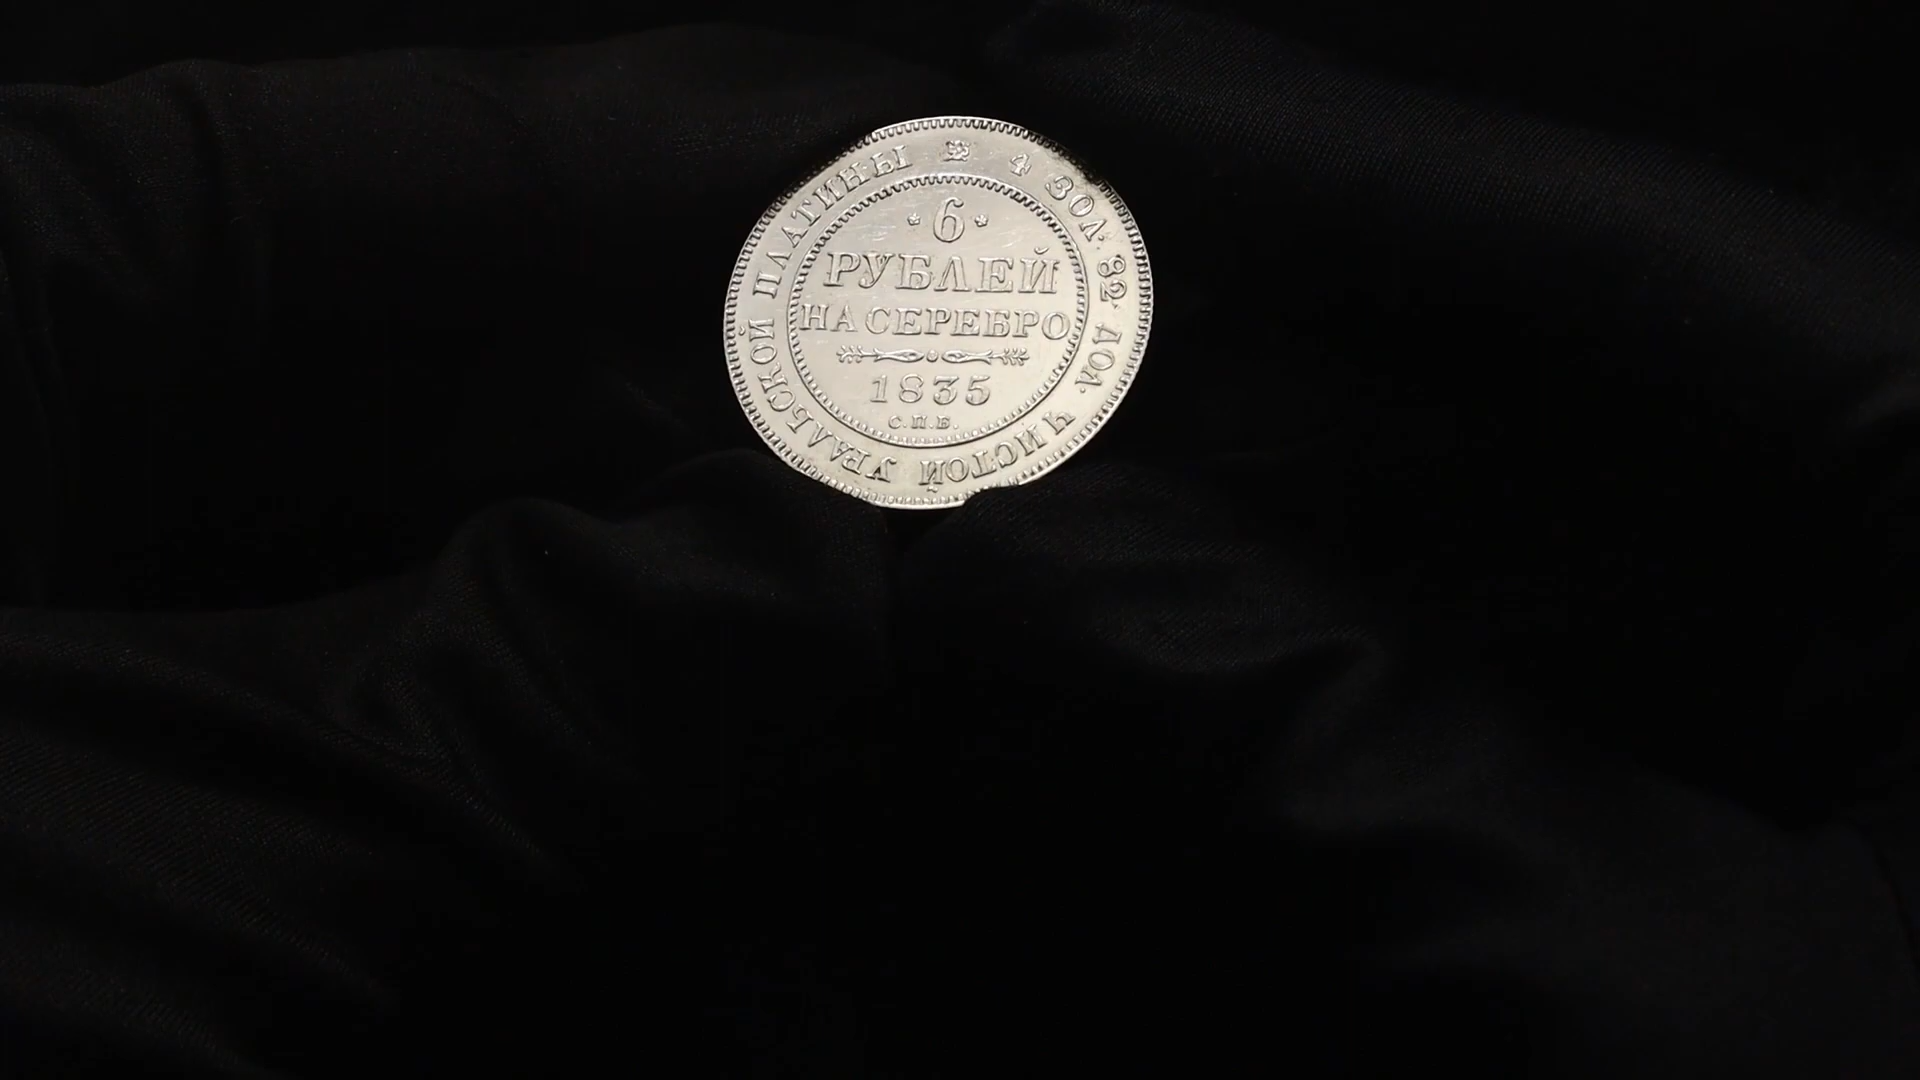 4 ЗОЛ. 82 ДОЛ. ЧИСТОЙ УРАЛЬСКОЙ ПЛАТИНЫ
6
РУБЛЕЙ
НА СЕРЕБРО
1835
С.П.Б.